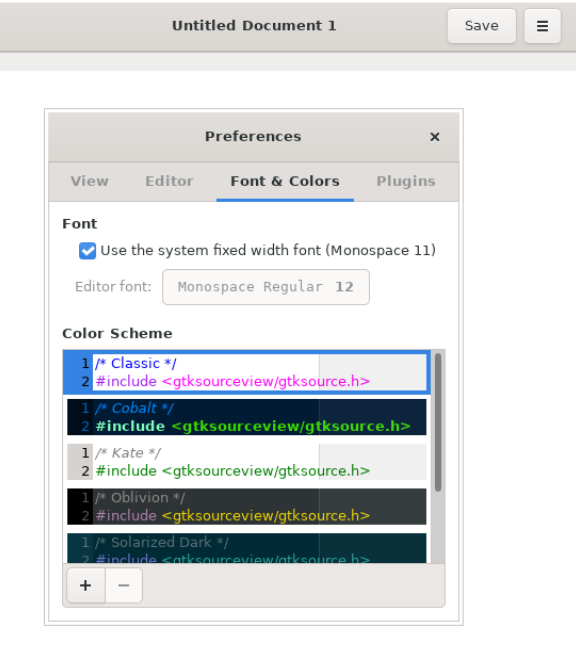 Untitled Document 1 Save
Preferences
View Editor Font & Colors Plugins
Font
Use the system fixed width font (Monospace 11)
Editor font: Monospace Regular 12
Color Scheme
1 /* Classic */
2 #include <gtksourceview/gtksource.h>
1 /* Cobalt */
2 #include <gtksourceview/gtksource.h>
1 /* Kate */
2 #include <gtksourceview/gtksource.h>
1 /* Oblivion */
2 #include <gtksourceview/gtksource.h>
1 /* Solarized Dark */
2 #include <gtksourceview/gtksource.h>